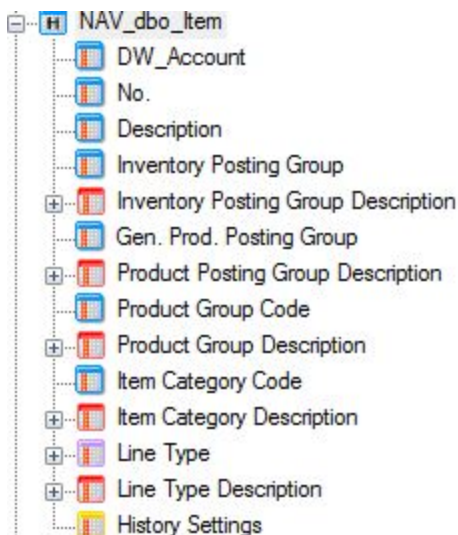 H NAV_dbo_Item
DW_Account
No.
Description
Inventory Posting Group
Inventory Posting Group Description
Gen. Prod. Posting Group
Product Posting Group Description
Product Group Code
Product Group Description
Item Category Code
Item Category Description
Line Type
Line Type Description
History Settings